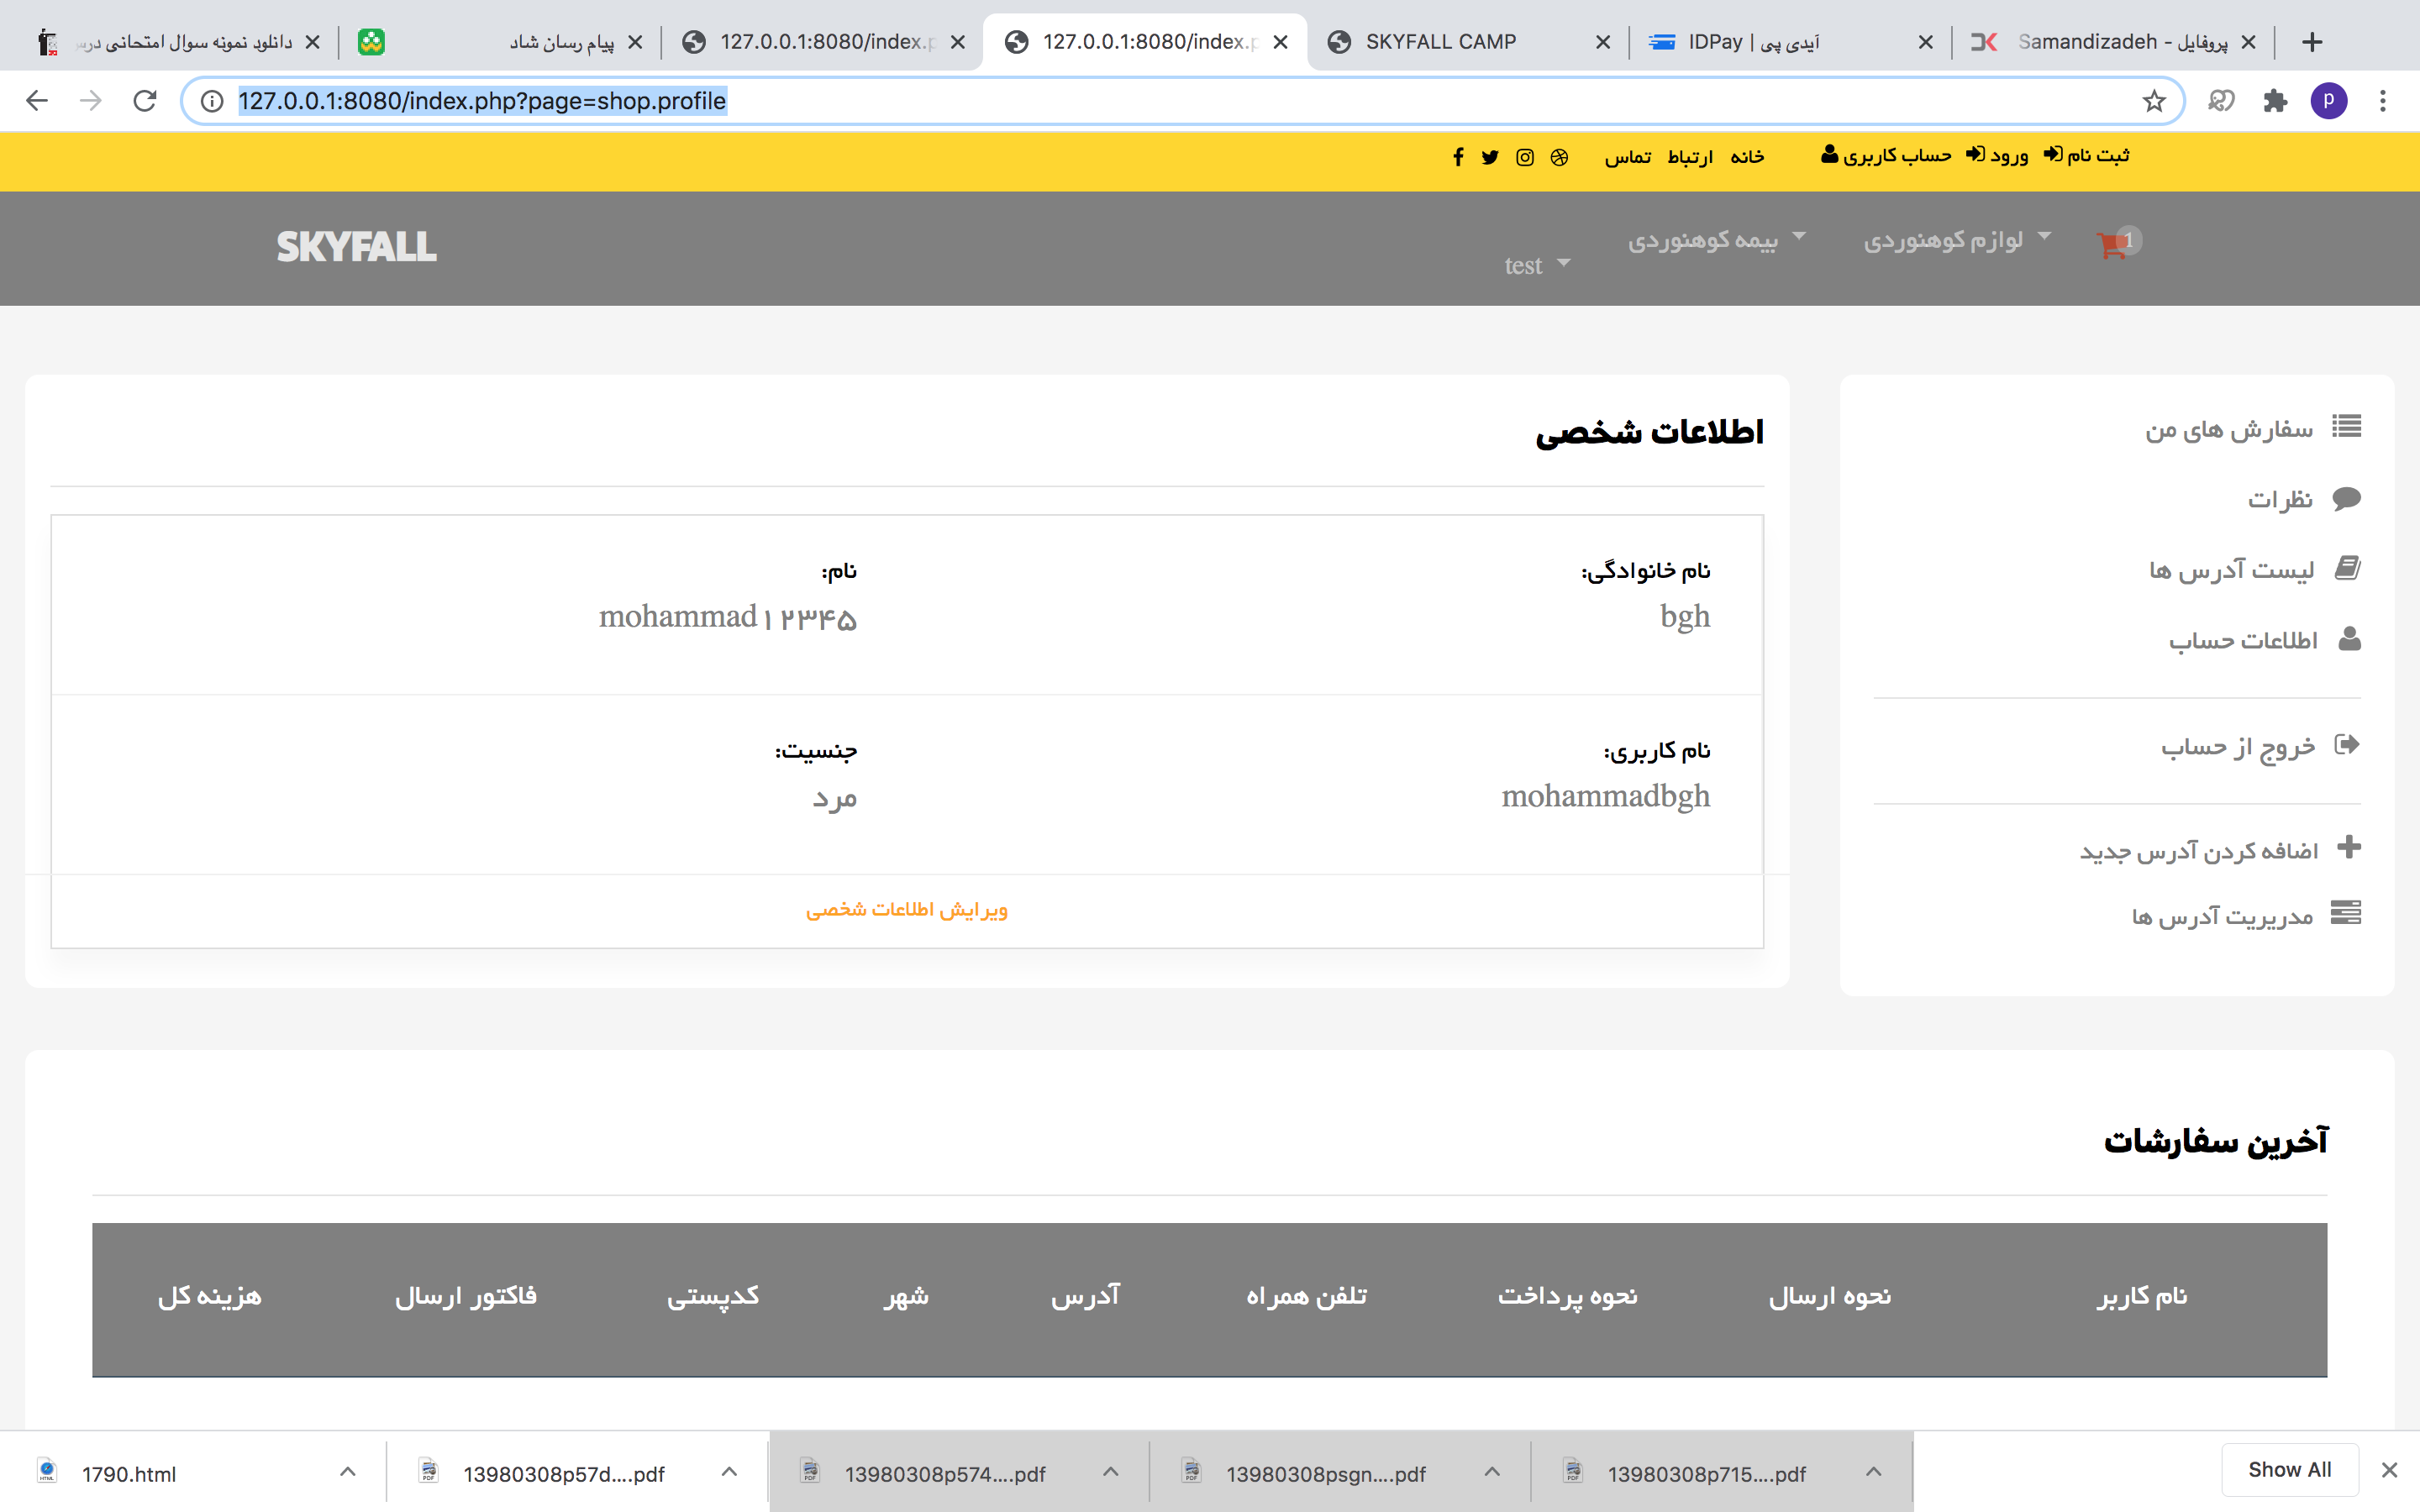 دانلود نمونه سوال امتحانی درس
پیام رسان شاد
127.0.0.1:8080/index.p
127.0.0.1:8080/index.p
SKYFALL CAMP
IDPay | آیدی پی
Samandizadeh - پروفایل
127.0.0.1:8080/index.php?page=shop.profile
p
ثبت نام ورود حساب کاربری خانه ارتباط تماس
1
لوازم کوهنوردی
بیمه کوهنوردی
test
SKYFALL
سفارش های من
نظرات
لیست آدرس ها
اطلاعات حساب
خروج از حساب
اضافه کردن آدرس جدید
مدریریت آدرس ها
اطلاعات شخصی
نام خانوادگی:
bgh
نام:
mohammad۱۲۳۴۵
نام کاربری:
mohammadbgh
جنسیت:
مرد
ویرایش اطلاعات شخصی
آخرین سفارشات
نام کاربر نحوه ارسال نحوه پرداخت تلفن همراه آدرس شهر کدپستی فاکتور ارسال هزینه کل
1790.html
13980308p57d....pdf
13980308p574....pdf
13980308psgn....pdf
13980308p715....pdf
Show All